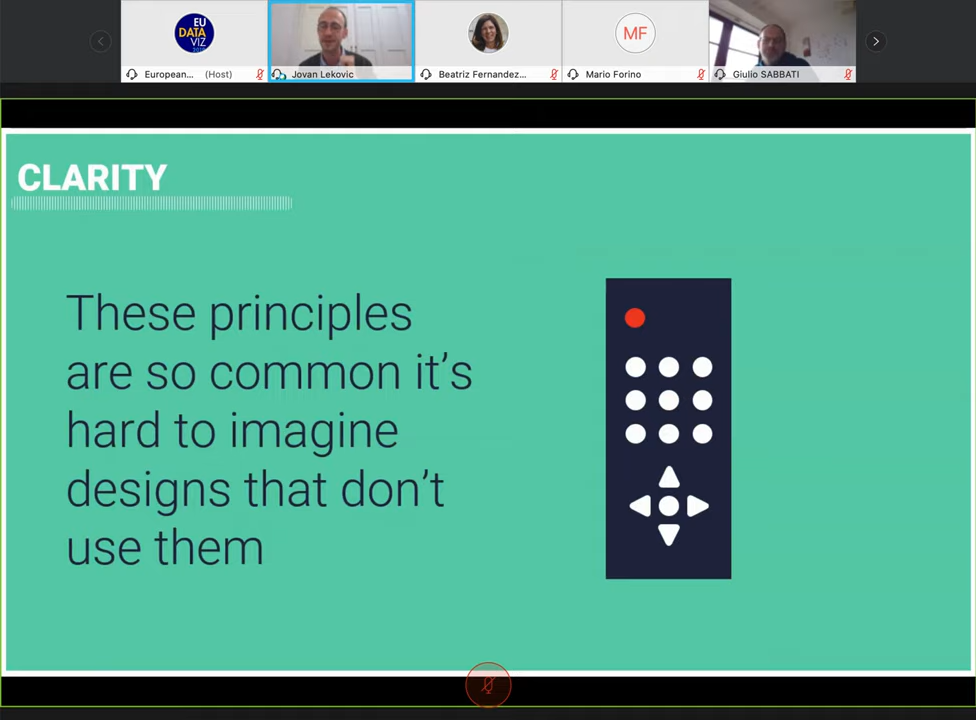 EU
DATA
VIZ
European... (Host)
Jovan Lekovic
Beatriz Fernandez...
MF
Mario Forino
Giulio SABBATI
CLARITY
These principles
are so common it's
hard to imagine
designs that don't
use them